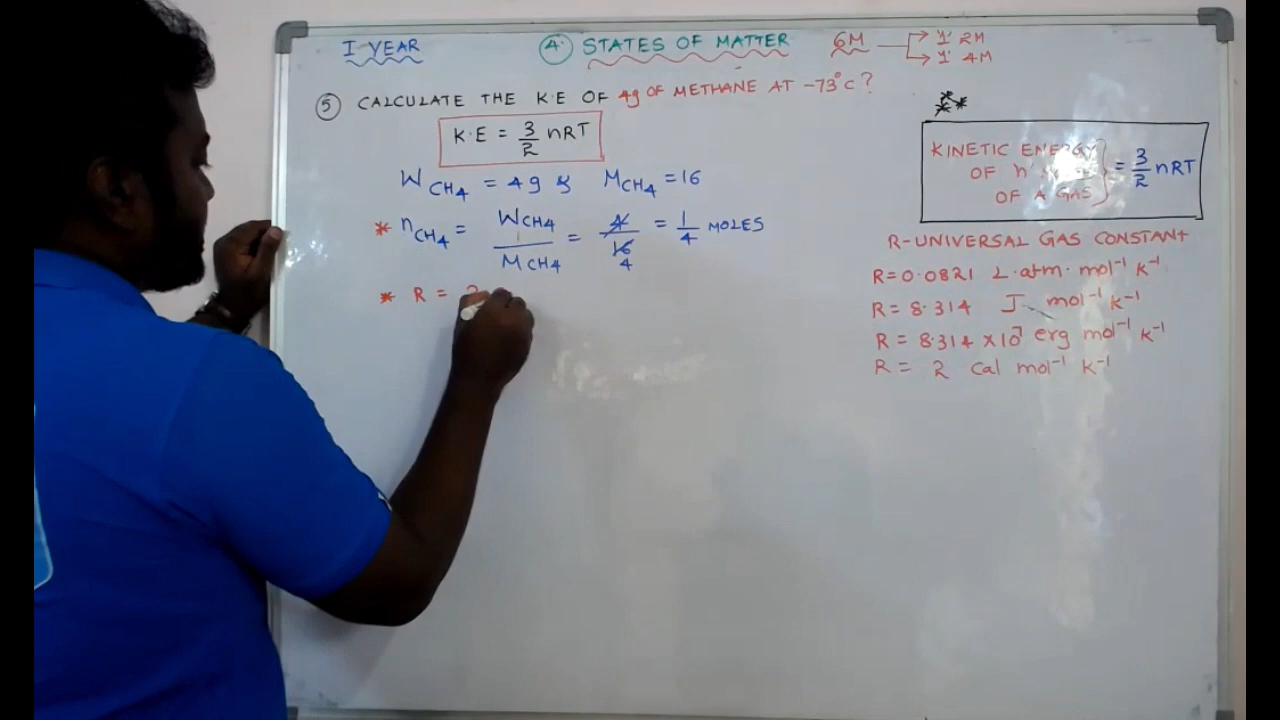 I YEAR
④ STATES OF MATTER
6M
'1' 2M
'1' 4M
⑤ CALCULATE THE K·E OF 4g OF METHANE AT -73°C?
K·E = 3/2 nRT
W CH4 = 4g & M CH4 = 16
* n CH4 = W CH4 / M CH4 = 4/16 = 1/4 MOLES
4
* R =
KINETIC ENERGY
OF 'n'
OF A GAS } = 3/2 nRT
R-UNIVERSAL GAS CONSTANT
R=0.0821 L·atm·mol⁻¹ k⁻¹
R= 8.314 J mol⁻¹ k⁻¹
R = 8.314 ×10⁷ erg mol⁻¹ k⁻¹
R = 2 Cal mol⁻¹ k⁻¹